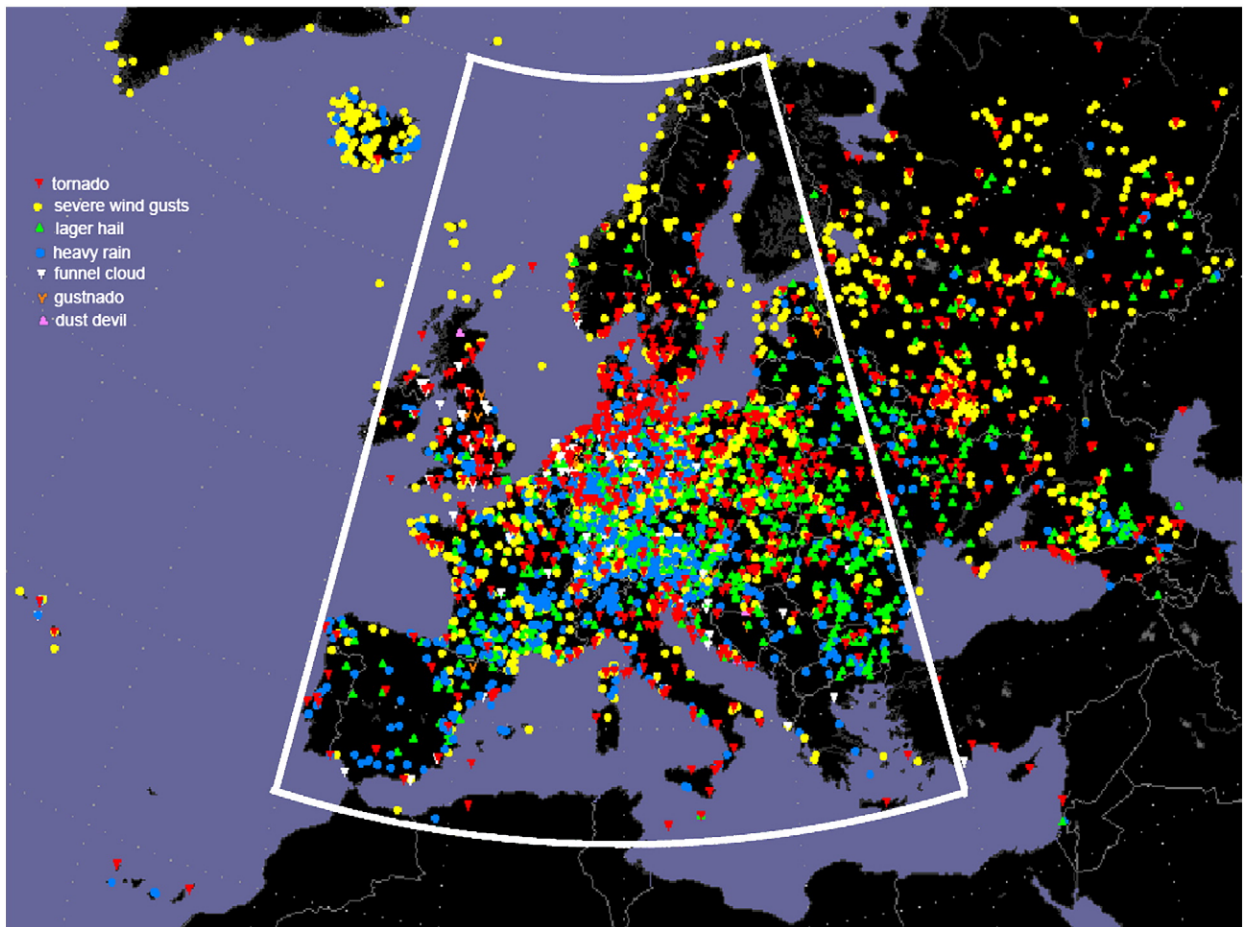 tornado
severe wind gusts
lager hail
heavy rain
funnel cloud
gustnado
dust devil